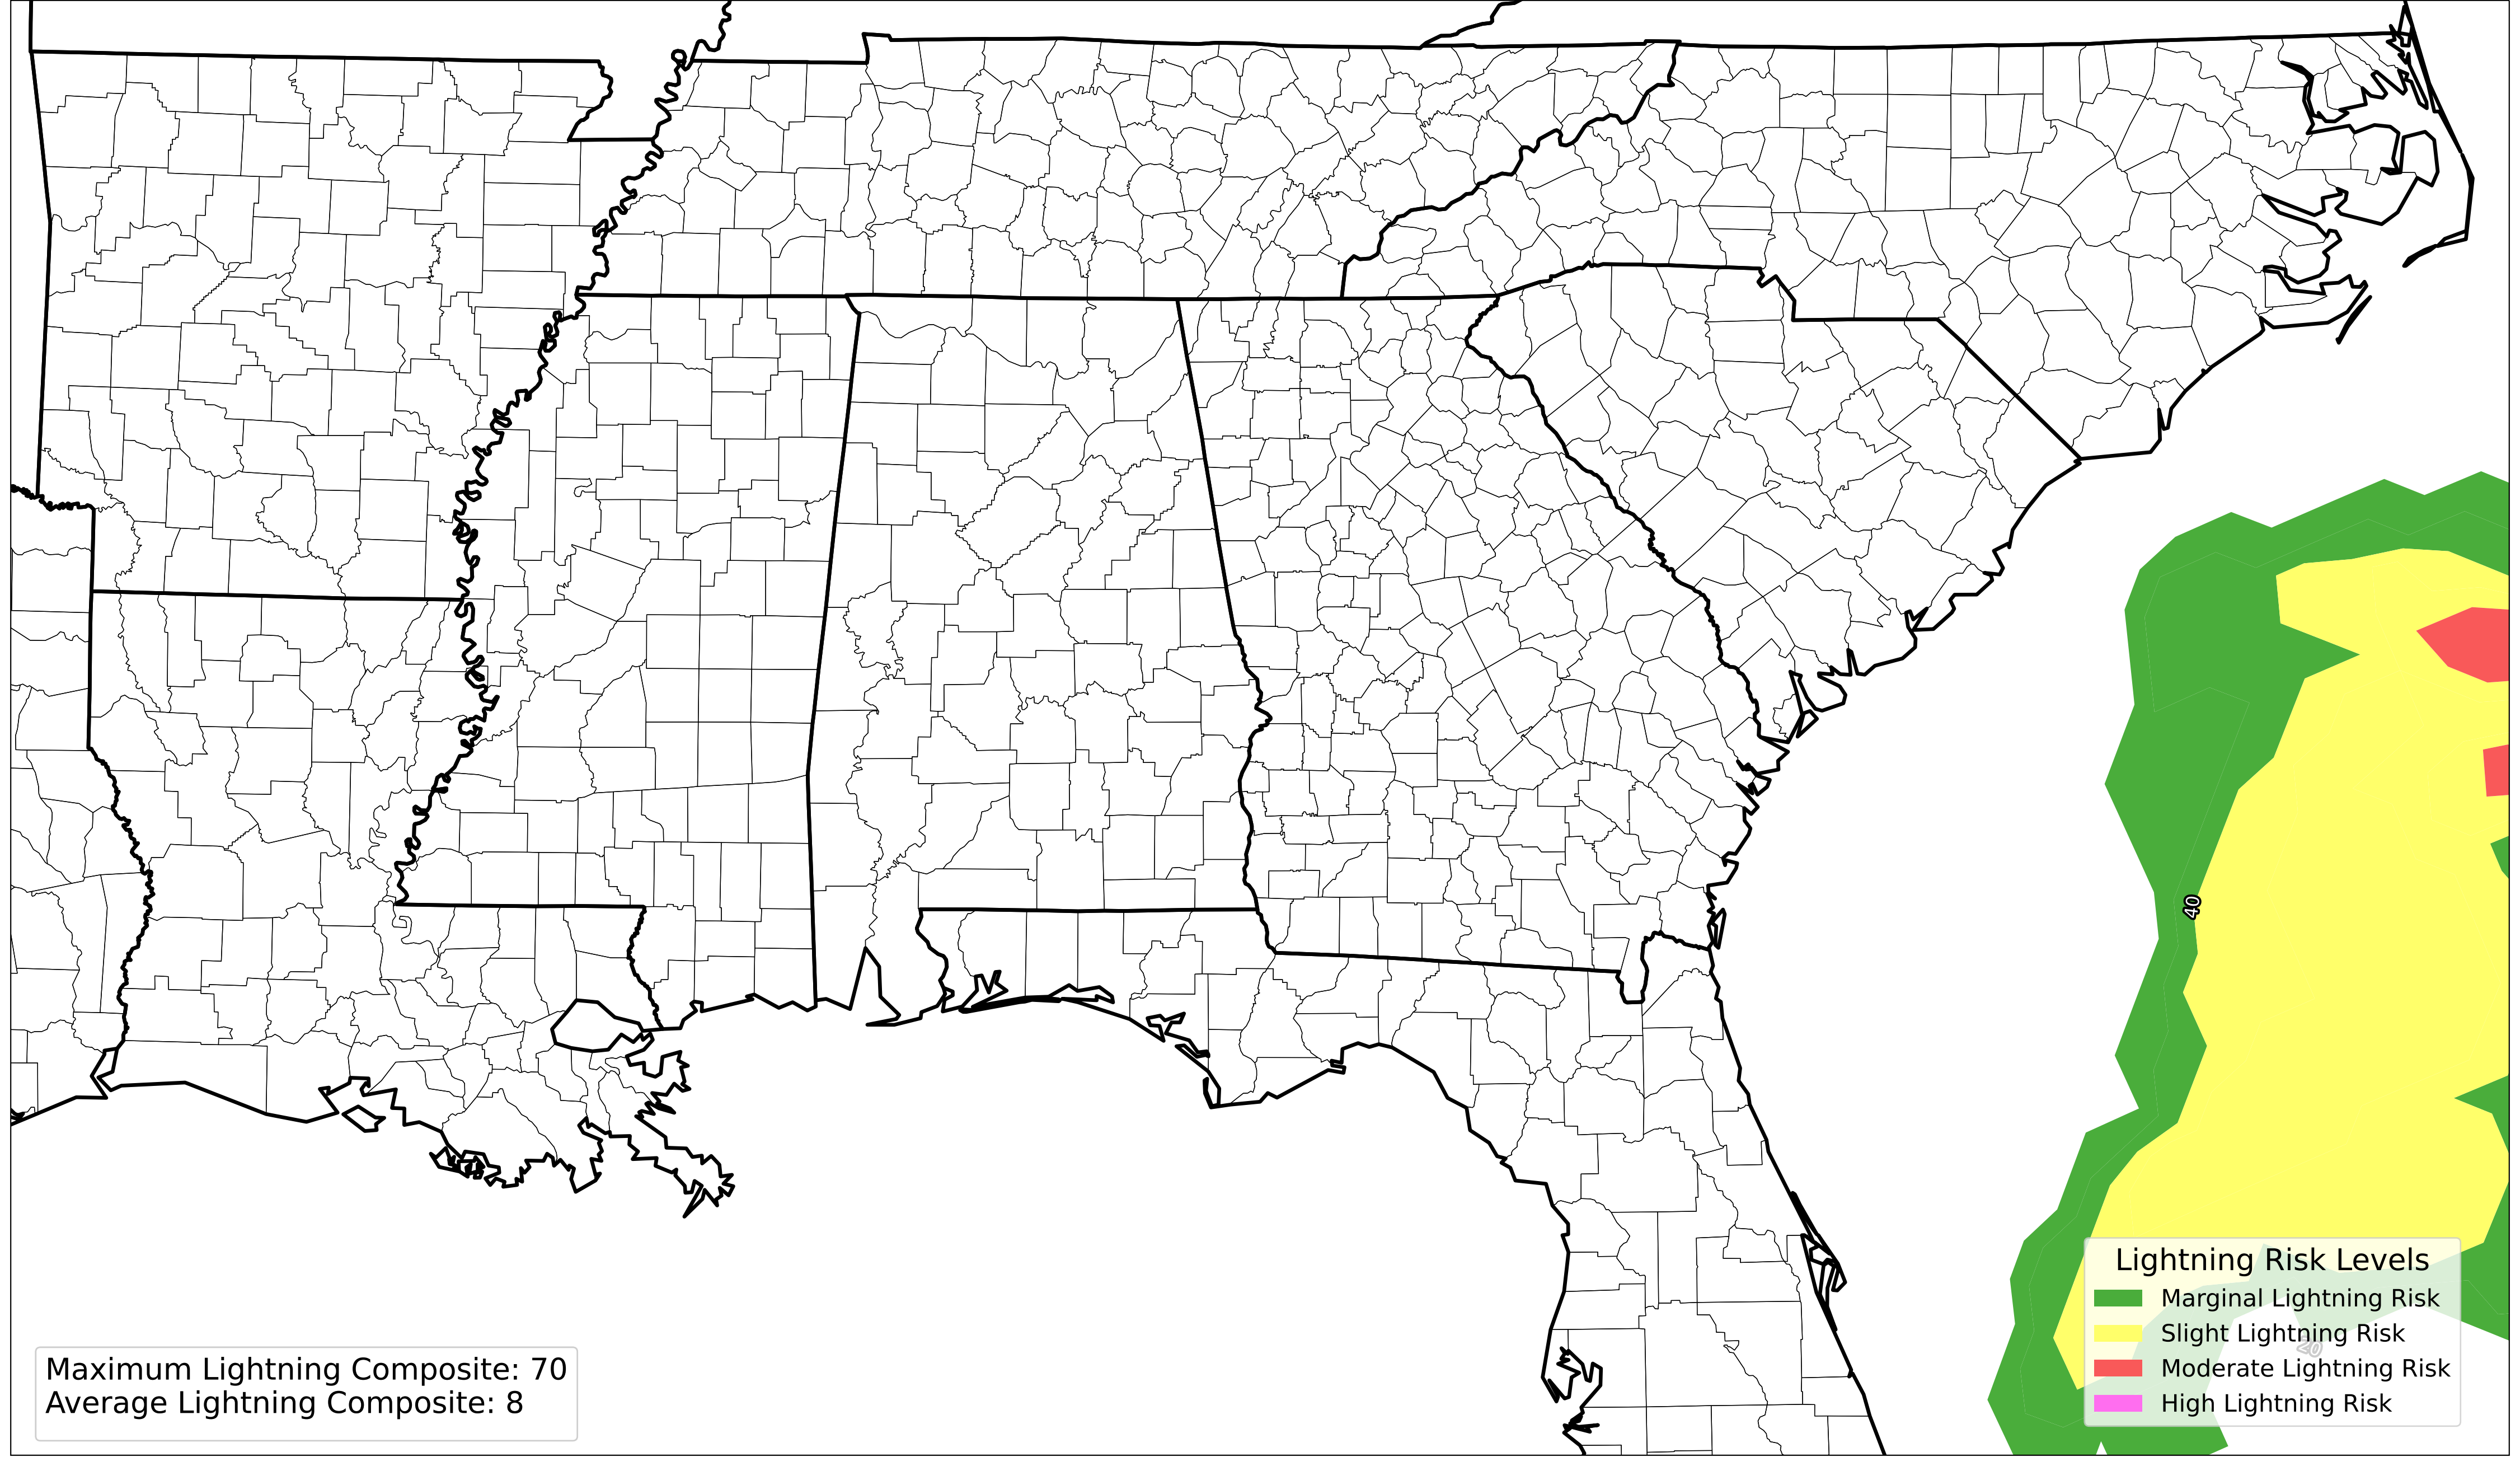 40
Lightning Risk Levels
Marginal Lightning Risk
Slight Lightning Risk
20
Moderate Lightning Risk
High Lightning Risk
Maximum Lightning Composite: 70
Average Lightning Composite: 8